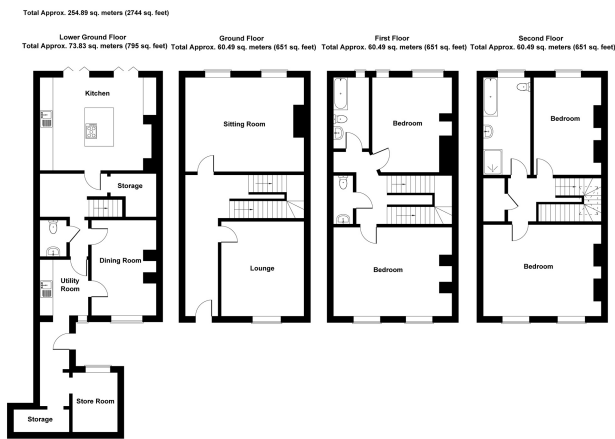 Total Approx. 254.89 sq. meters (2744 sq. feet)
Lower Ground Floor
Total Approx. 73.83 sq. meters (795 sq. feet)
Ground Floor
Total Approx. 60.49 sq. meters (651 sq. feet)
First Floor
Total Approx. 60.49 sq. meters (651 sq. feet)
Second Floor
Total Approx. 60.49 sq. meters (651 sq. feet)
Kitchen
Storage
Dining Room
Utility
Room
Store Room
Storage
Sitting Room
Lounge
Bedroom
Bedroom
Bedroom
Bedroom